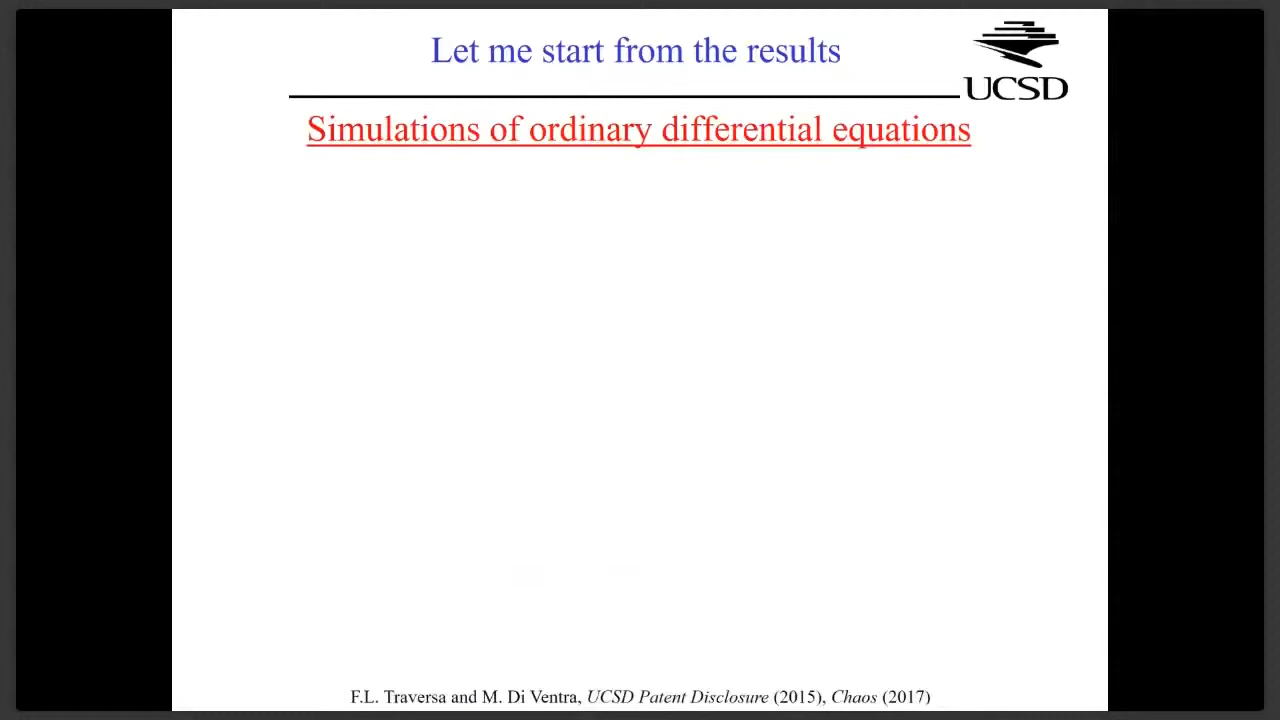 Let me start from the results
UCSD
Simulations of ordinary differential equations
F.L. Traversa and M. Di Ventra, UCSD Patent Disclosure (2015), Chaos (2017)